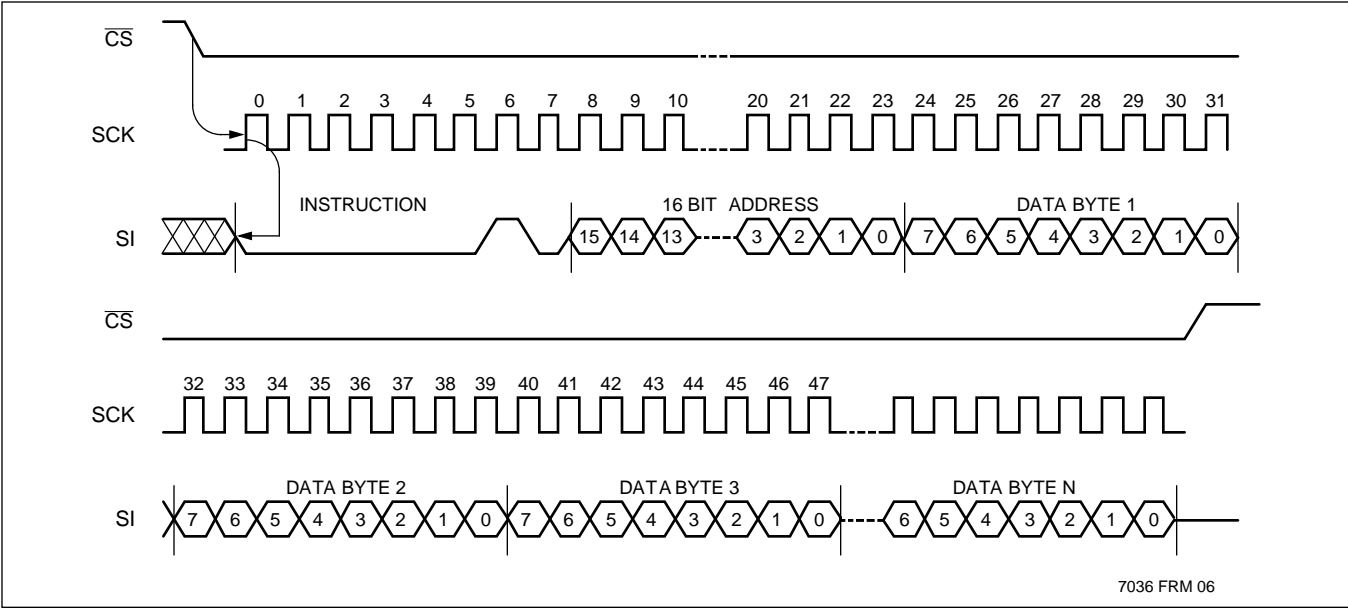 CS
0 1 2 3 4 5 6 7 8 9 10 20 21 22 23 24 25 26 27 28 29 30 31
SCK
INSTRUCTION 16 BIT ADDRESS DATA BYTE 1
SI 15 14 13 3 2 1 0 7 6 5 4 3 2 1 0
CS
32 33 34 35 36 37 38 39 40 41 42 43 44 45 46 47
SCK
DATA BYTE 2 DATA BYTE 3 DATA BYTE N
SI 7 6 5 4 3 2 1 0 7 6 5 4 3 2 1 0 6 5 4 3 2 1 0
7036 FRM 06